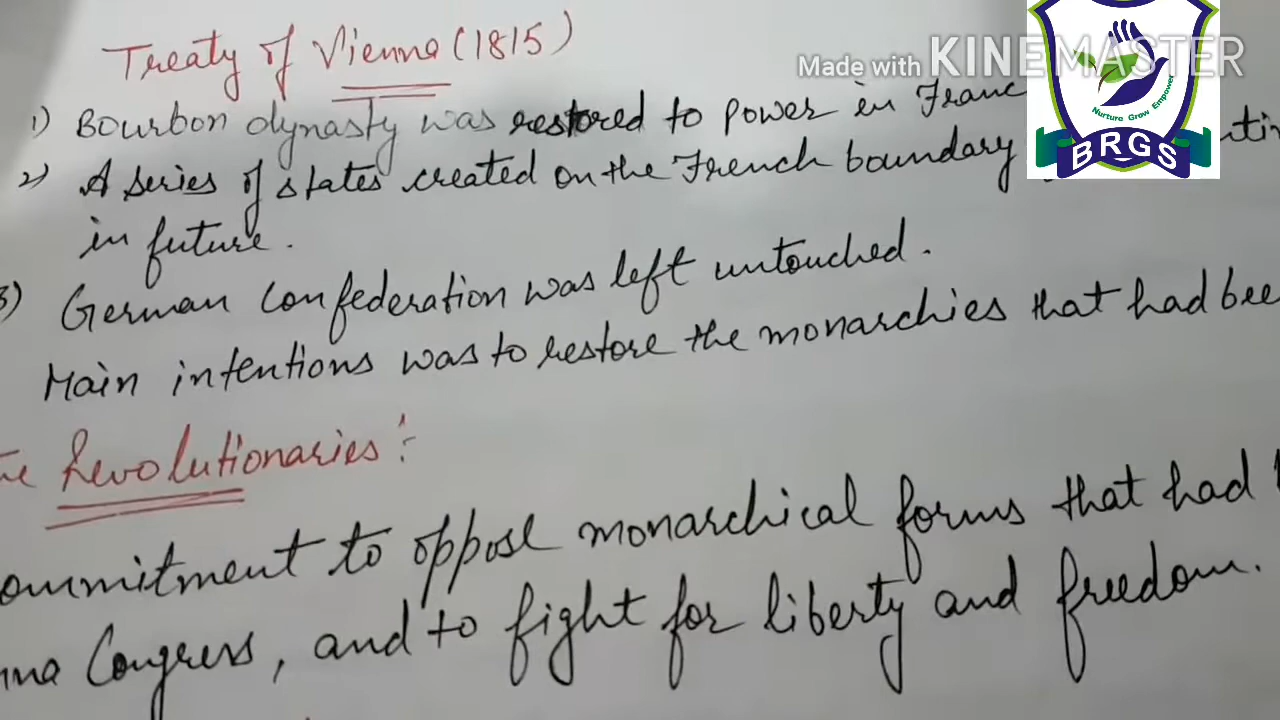 Treaty of Vienna (1815)
Made with KINEMASTER
Nurture Grow Empower
BRGS
1) Bourbon dynasty was restored to power in Franc
2) A series of states created on the French boundary
in future.
3) German Confederation was left untouched.
Main intentions was to restore the monarchies that had bee
Revolutionaries:
ommitment to oppose monarchical forms that had
nna Congress, and to fight for liberty and freedom.